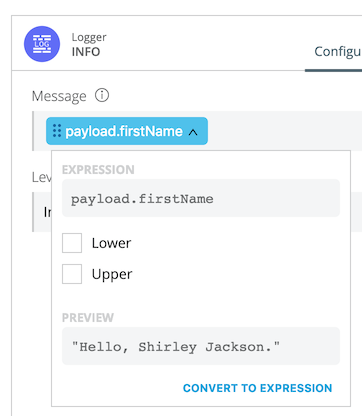 LOG
Logger
INFO
Configu
Message
payload.firstName
Lev
EXPRESSION
payload.firstName
In
Lower
Upper
PREVIEW
"Hello, Shirley Jackson."
CONVERT TO EXPRESSION